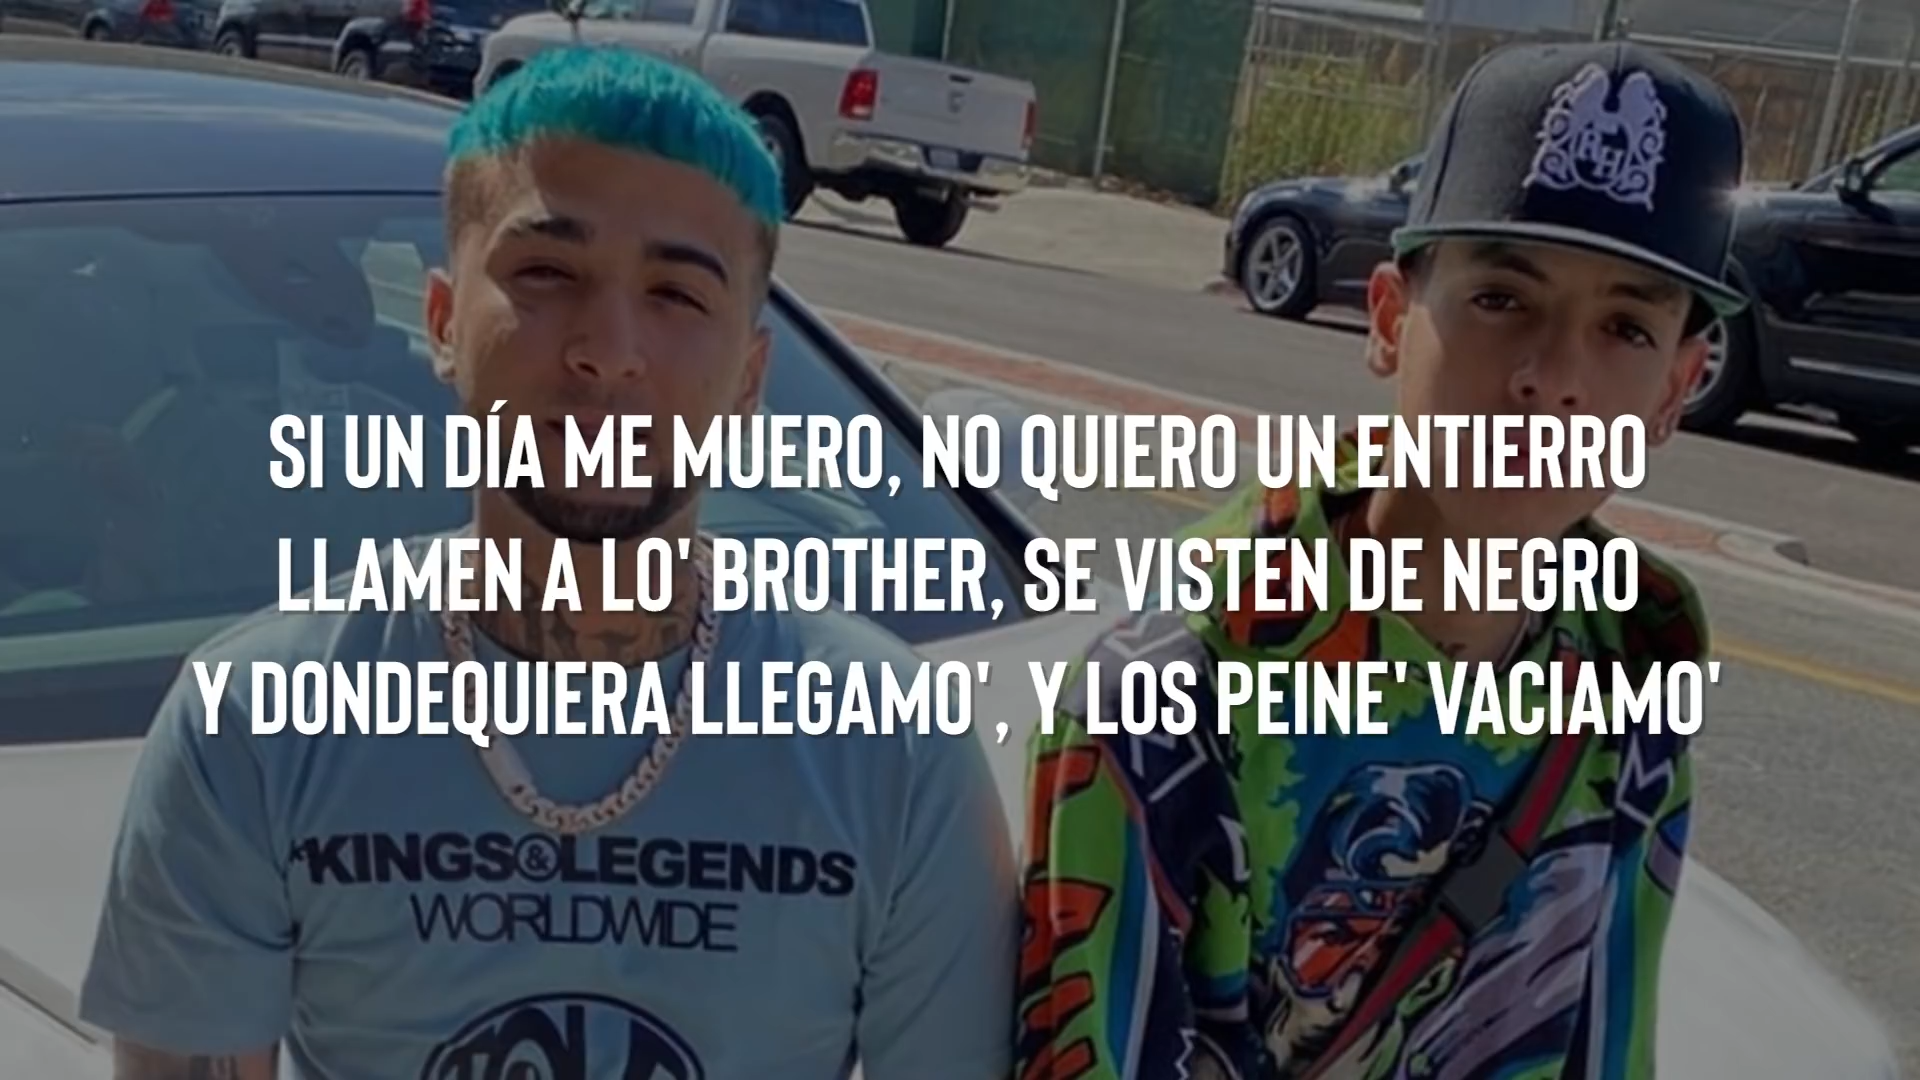 SI UN DÍA ME MUERO, NO QUIERO UN ENTIERRO
LLAMEN A LO' BROTHER, SE VISTEN DE NEGRO
Y DONDEQUIERA LLEGAMO', Y LOS PEINE' VACIAMO'
KINGS&LEGENDS
WORLDWIDE